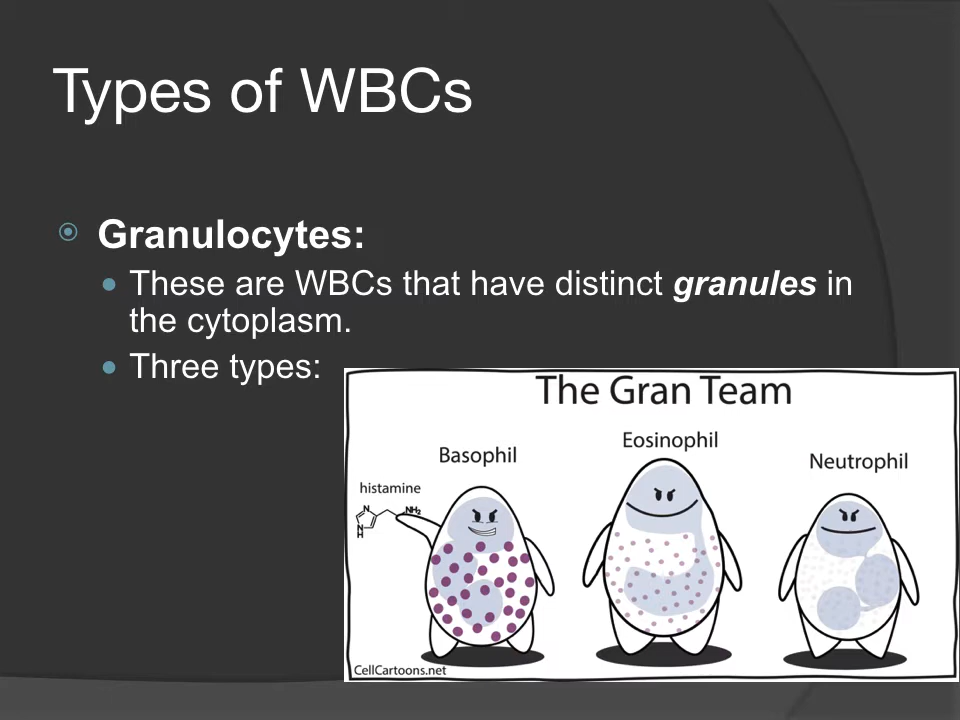 Types of WBCs
Granulocytes:
These are WBCs that have distinct granules in
the cytoplasm.
Three types:
The Gran Team
Basophil
Eosinophil
Neutrophil
histamine
N
NH₂
N
H
CellCartoons.net